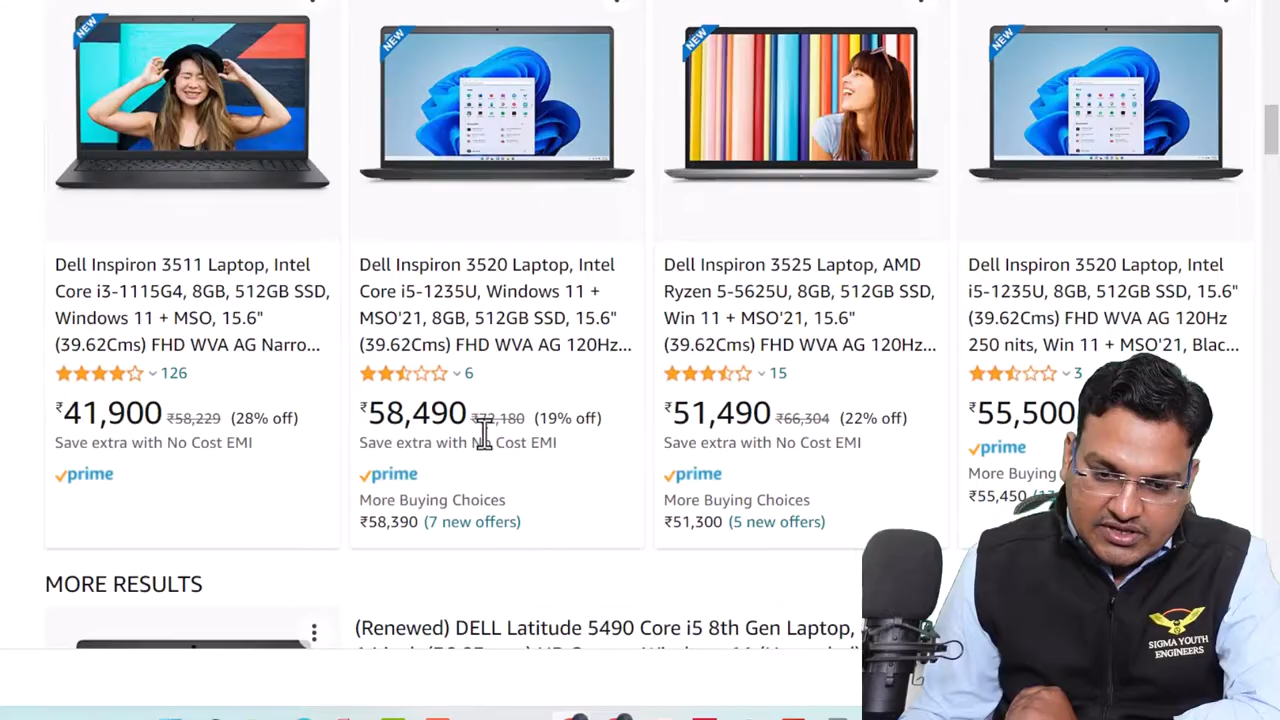 NEW
NEW
NEW
NEW
Dell Inspiron 3511 Laptop, Intel
Core i3-1115G4, 8GB, 512GB SSD,
Windows 11 + MSO, 15.6"
(39.62Cms) FHD WVA AG Narro...
126
₹41,900 ₹58,229 (28% off)
Save extra with No Cost EMI
prime
Dell Inspiron 3520 Laptop, Intel
Core i5-1235U, Windows 11 +
MSO'21, 8GB, 512GB SSD, 15.6"
(39.62Cms) FHD WVA AG 120Hz...
6
₹58,490 ₹72,180 (19% off)
Save extra with No Cost EMI
prime
More Buying Choices
₹58,390 (7 new offers)
Dell Inspiron 3525 Laptop, AMD
Ryzen 5-5625U, 8GB, 512GB SSD,
Win 11 + MSO'21, 15.6"
(39.62Cms) FHD WVA AG 120Hz...
15
₹51,490 ₹66,304 (22% off)
Save extra with No Cost EMI
prime
More Buying Choices
₹51,300 (5 new offers)
Dell Inspiron 3520 Laptop, Intel
i5-1235U, 8GB, 512GB SSD, 15.6"
(39.62Cms) FHD WVA AG 120Hz
250 nits, Win 11 + MSO'21, Blac...
3
₹55,500
prime
More Buying
₹55,450
MORE RESULTS
(Renewed) DELL Latitude 5490 Core i5 8th Gen Laptop,
SIGMA YOUTH
ENGINEERS